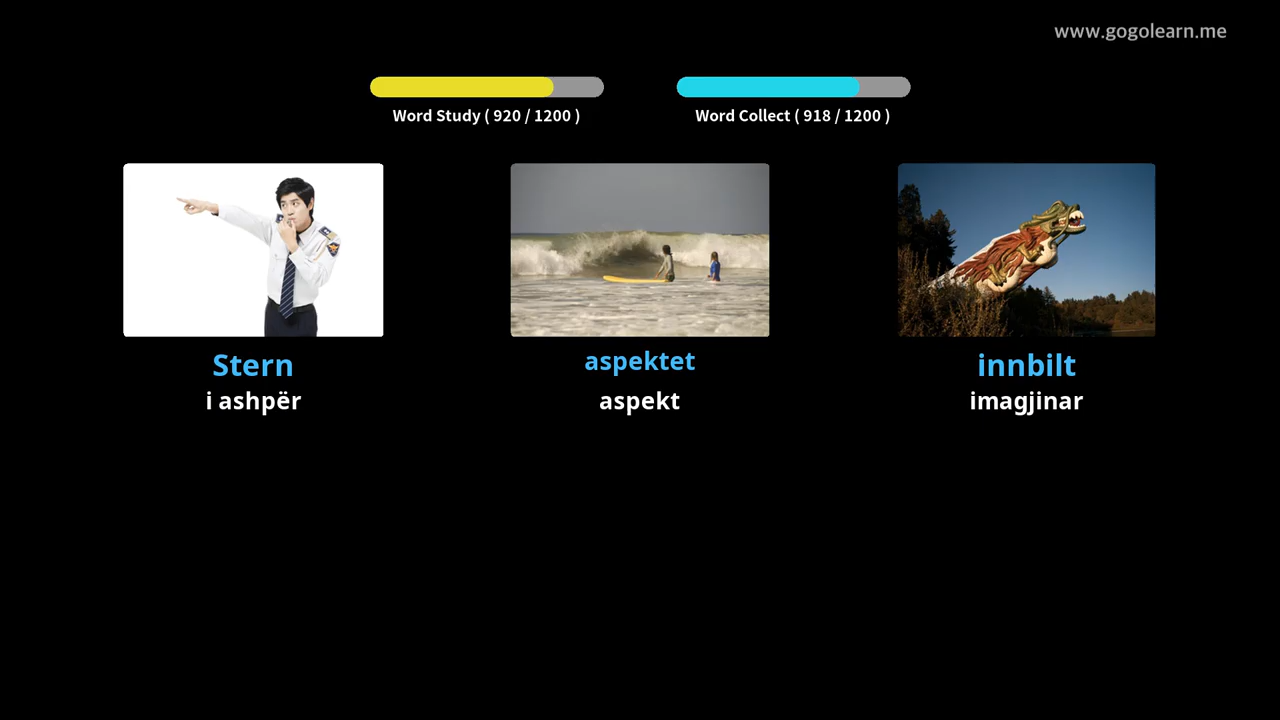 www.gogolearn.me
Word Study ( 920 / 1200 )
Word Collect ( 918 / 1200 )
Stern
i ashpër
aspektet
aspekt
innbilt
imagjinar